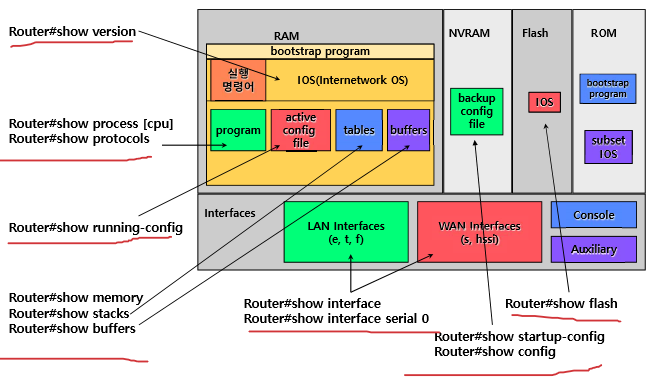 Router#show version
RAM
NVRAM
Flash
ROM
bootstrap program
실행
명령어
IOS(Internetwork OS)
backup
config
file
IOS
bootstrap
program
subset
IOS
Router#show process [cpu]
Router#show protocols
program
active
config
file
tables
buffers
Router#show running-config
Interfaces
LAN Interfaces
(e, t, f)
WAN Interfaces
(s, hssi)
Console
Auxiliary
Router#show memory
Router#show stacks
Router#show buffers
Router#show interface
Router#show interface serial 0
Router#show flash
Router#show startup-config
Router#show config